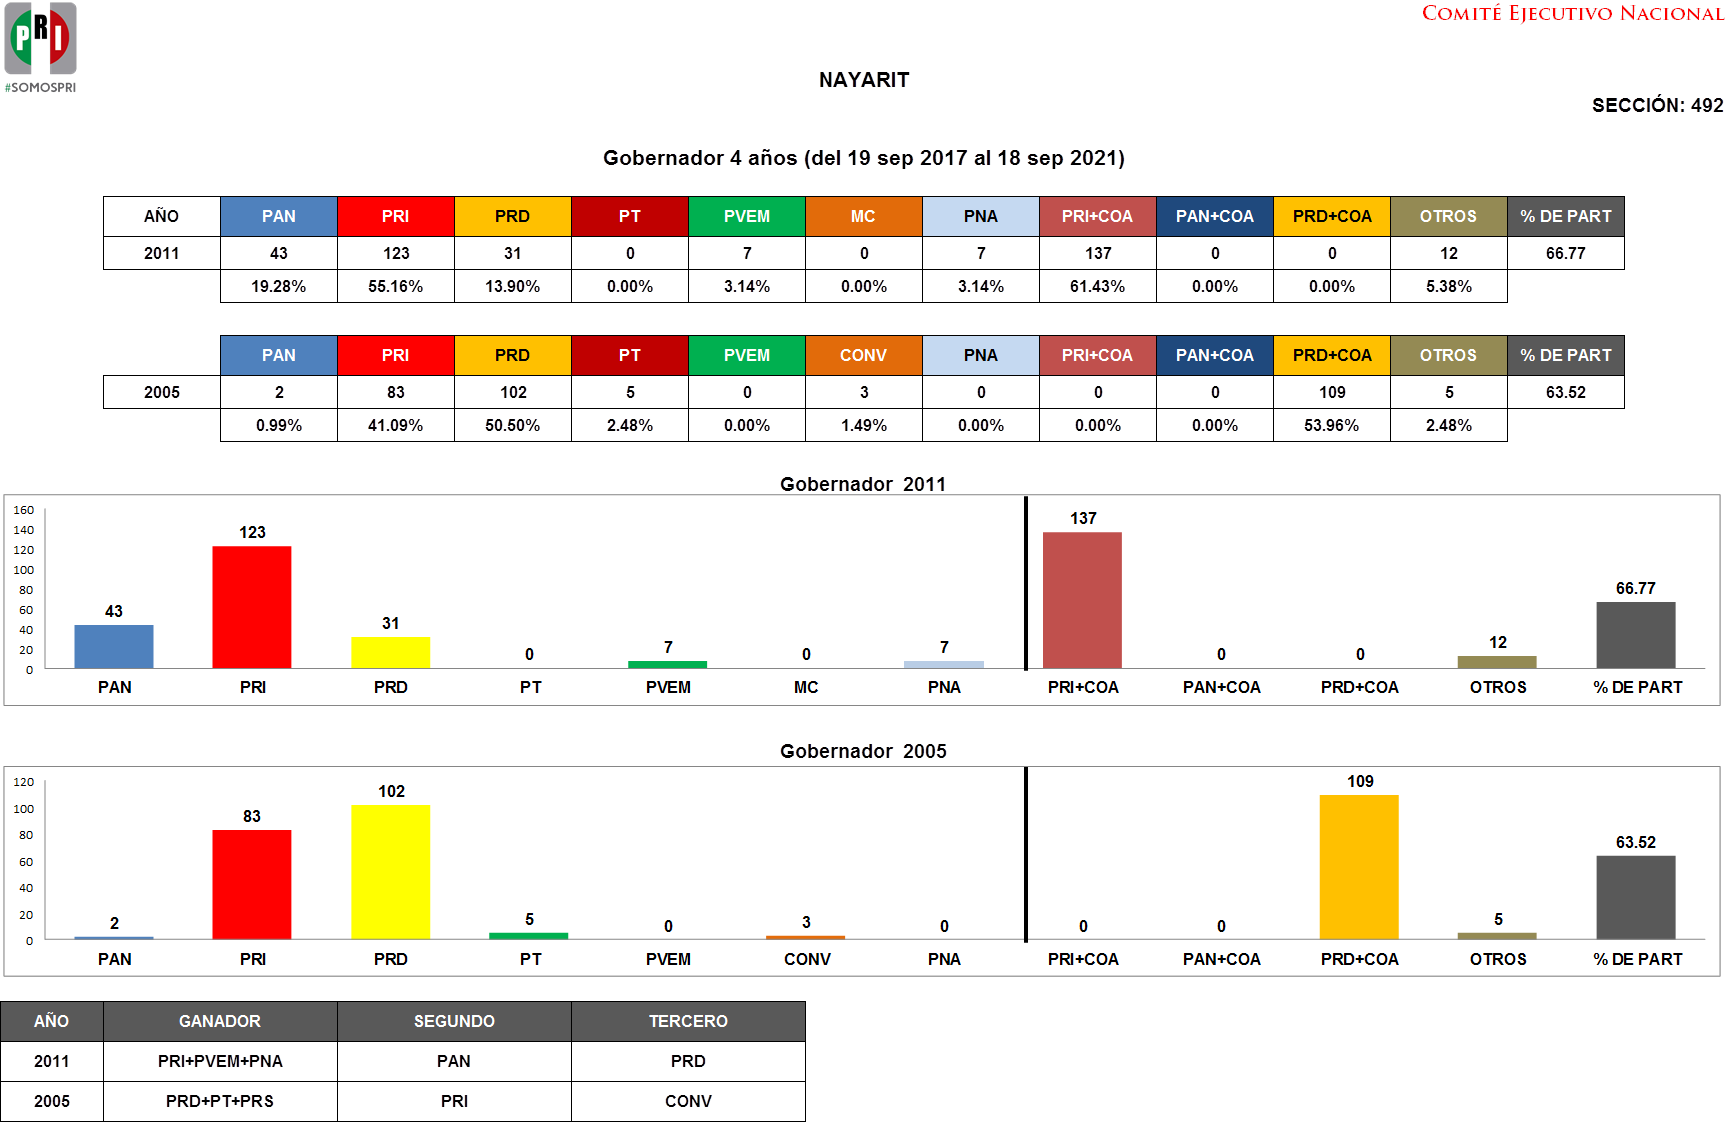 COMITÉ EJECUTIVO NACIONAL
PRI
#SOMOSPRI
NAYARIT
SECCIÓN: 492
Gobernador 4 años (del 19 sep 2017 al 18 sep 2021)
AÑO PAN PRI PRD PT PVEM MC PNA PRI+COA PAN+COA PRD+COA OTROS % DE PART
2011 43 123 31 0 7 0 7 137 0 0 12 66.77
19.28% 55.16% 13.90% 0.00% 3.14% 0.00% 3.14% 61.43% 0.00% 0.00% 5.38%
PAN PRI PRD PT PVEM CONV PNA PRI+COA PAN+COA PRD+COA OTROS % DE PART
2005 2 83 102 5 0 3 0 0 0 109 5 63.52
0.99% 41.09% 50.50% 2.48% 0.00% 1.49% 0.00% 0.00% 0.00% 53.96% 2.48%
Gobernador 2011
160
140
120
100
80
60
40
20
0
43 123 31 0 7 0 7 137 0 0 12 66.77
PAN PRI PRD PT PVEM MC PNA PRI+COA PAN+COA PRD+COA OTROS % DE PART
Gobernador 2005
120
100
80
60
40
20
0
2 83 102 5 0 3 0 0 0 109 5 63.52
PAN PRI PRD PT PVEM CONV PNA PRI+COA PAN+COA PRD+COA OTROS % DE PART
AÑO GANADOR SEGUNDO TERCERO
2011 PRI+PVEM+PNA PAN PRD
2005 PRD+PT+PRS PRI CONV